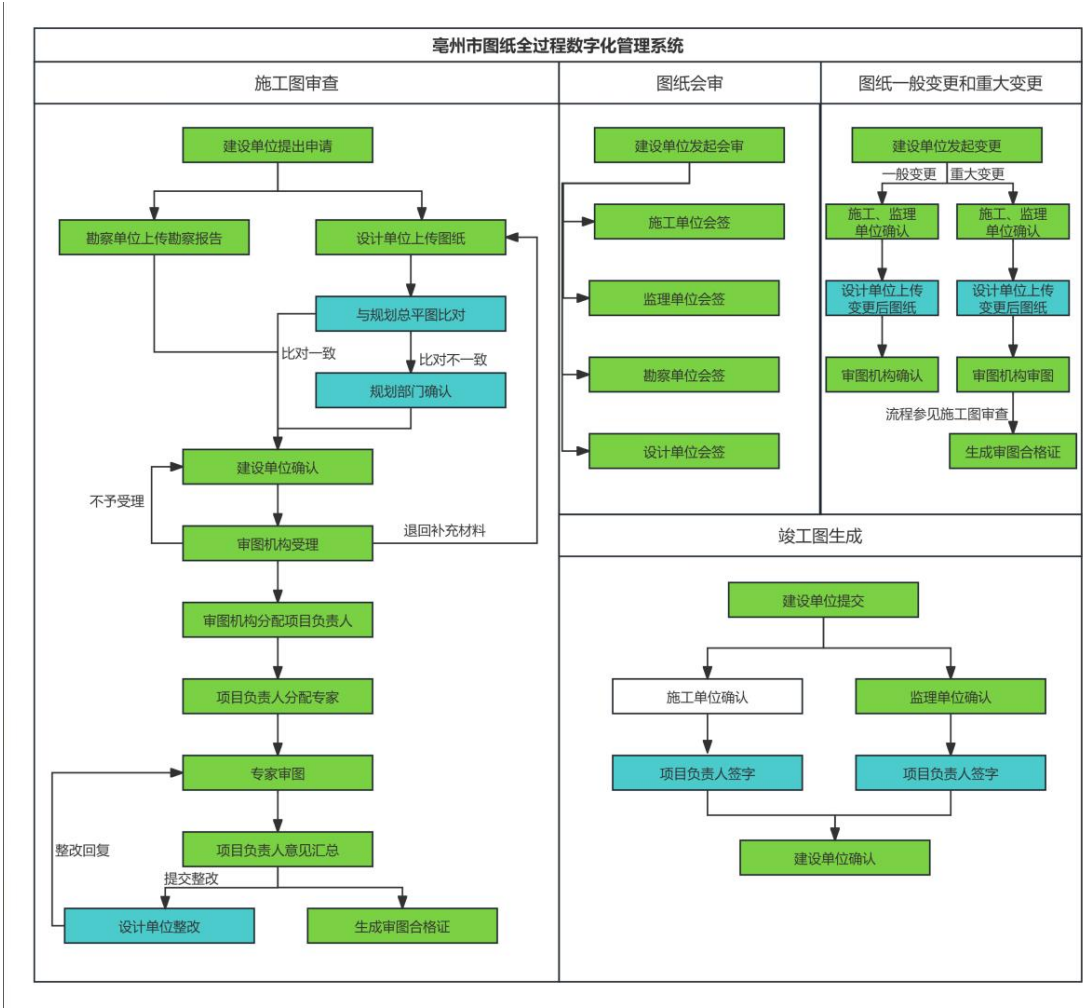 亳州市图纸全过程数字化管理系统
施工图审查
建设单位提出申请
勘察单位上传勘察报告
设计单位上传图纸
与规划总平图比对
比对一致
比对不一致
规划部门确认
建设单位确认
不予受理
审图机构受理
退回补充材料
审图机构分配项目负责人
项目负责人分配专家
专家审图
整改回复
项目负责人意见汇总
提交整改
设计单位整改
生成审图合格证
图纸会审
建设单位发起会审
施工单位会签
监理单位会签
勘察单位会签
设计单位会签
图纸一般变更和重大变更
建设单位发起变更
一般变更
重大变更
施工、监理
单位确认
施工、监理
单位确认
设计单位上传
变更后图纸
设计单位上传
变更后图纸
审图机构确认
审图机构审图
流程参见施工图审查
生成审图合格证
竣工图生成
建设单位提交
施工单位确认
监理单位确认
项目负责人签字
项目负责人签字
建设单位确认